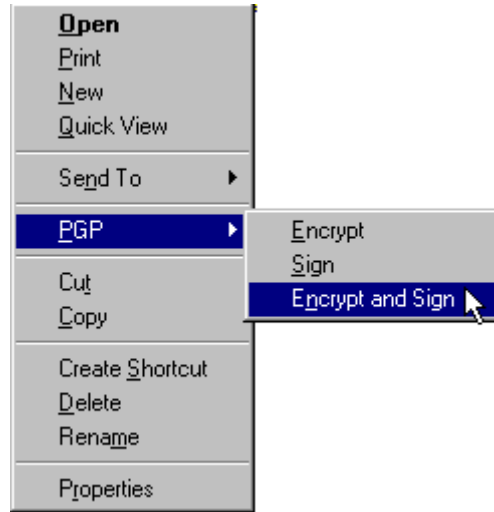 Open
Print
New
Quick View
Send To
PGP
Encrypt
Sign
Encrypt and Sign
Cut
Copy
Create Shortcut
Delete
Rename
Properties